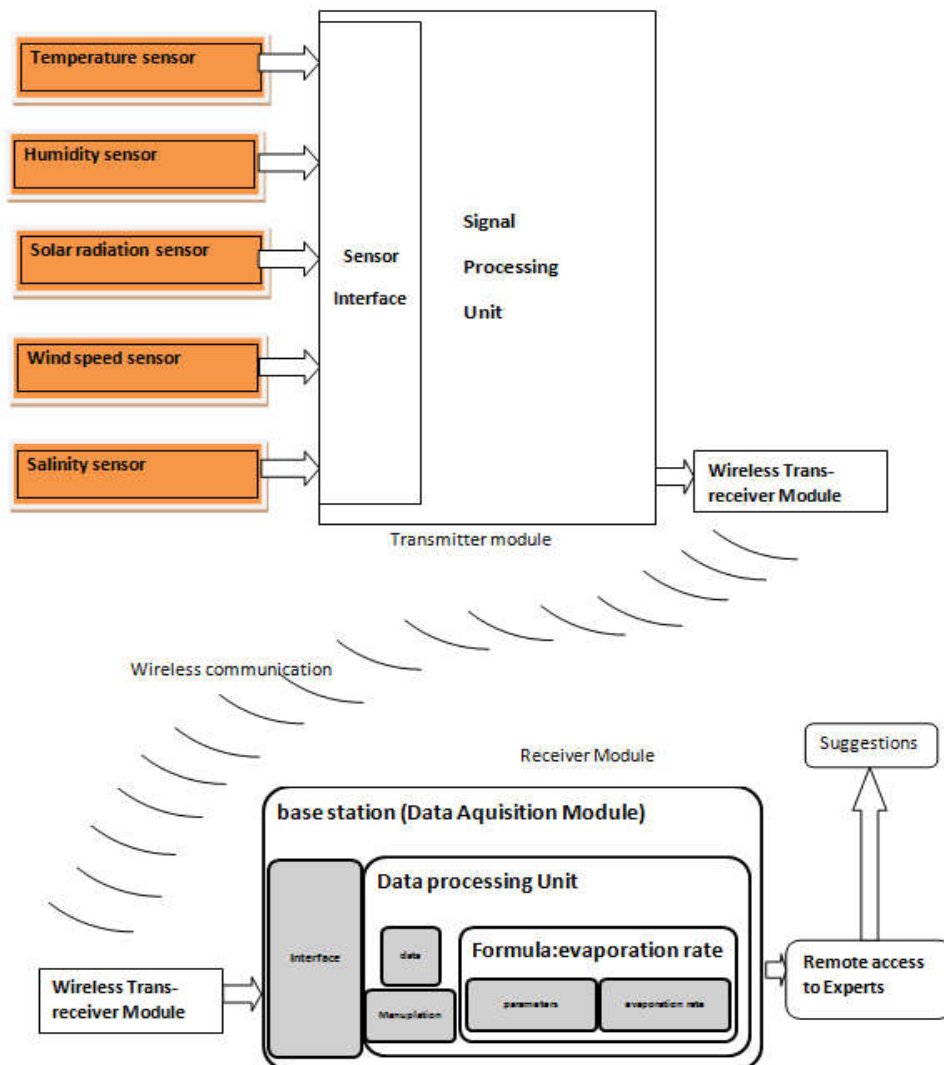 Temperature sensor
Humidity sensor
Solar radiation sensor
Wind speed sensor
Salinity sensor
Sensor
Interface
Signal
Processing
Unit
Wireless Trans-
receiver Module
Transmitter module
Wireless communication
Receiver Module
Suggestions
base station (Data Aquisition Module)
Data processing Unit
Interface
data
Manuplation
Formula:evaporation rate
parameters
evaporation rate
Wireless Trans-
receiver Module
Remote access
to Experts